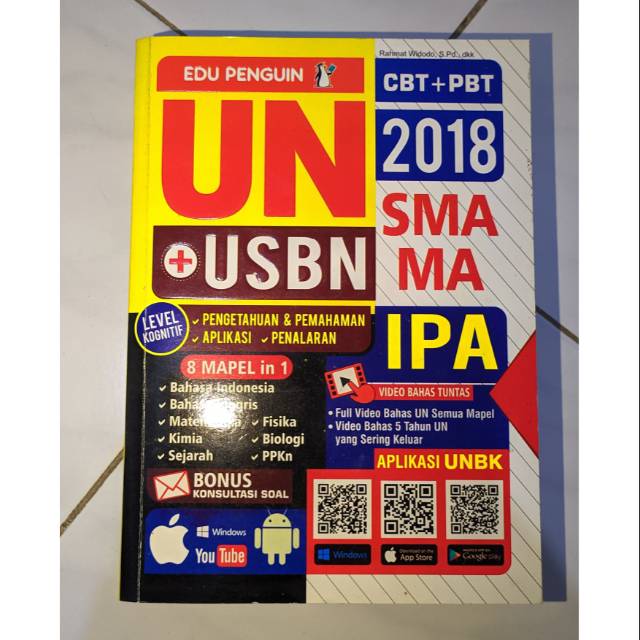 Rahmat Widodo, S.Pd., dkk
EDU PENGUIN
CBT+PBT
UN
2018
SMA
MA
+USBN
IPA
LEVEL
KOGNITIF
✓ PENGETAHUAN & PEMAHAMAN
✓ APLIKASI ✓ PENALARAN
8 MAPEL in 1
✓ Bahasa Indonesia
✓ Bahasa Inggris
✓ Matematika ✓ Fisika
✓ Kimia ✓ Biologi
✓ Sejarah ✓ PPKn
VIDEO BAHAS TUNTAS
• Full Video Bahas UN Semua Mapel
• Video Bahas 5 Tahun UN
yang Sering Keluar
BONUS
KONSULTASI SOAL
APLIKASI UNBK
Windows
YouTube
Windows
Download on the
App Store
Google Play